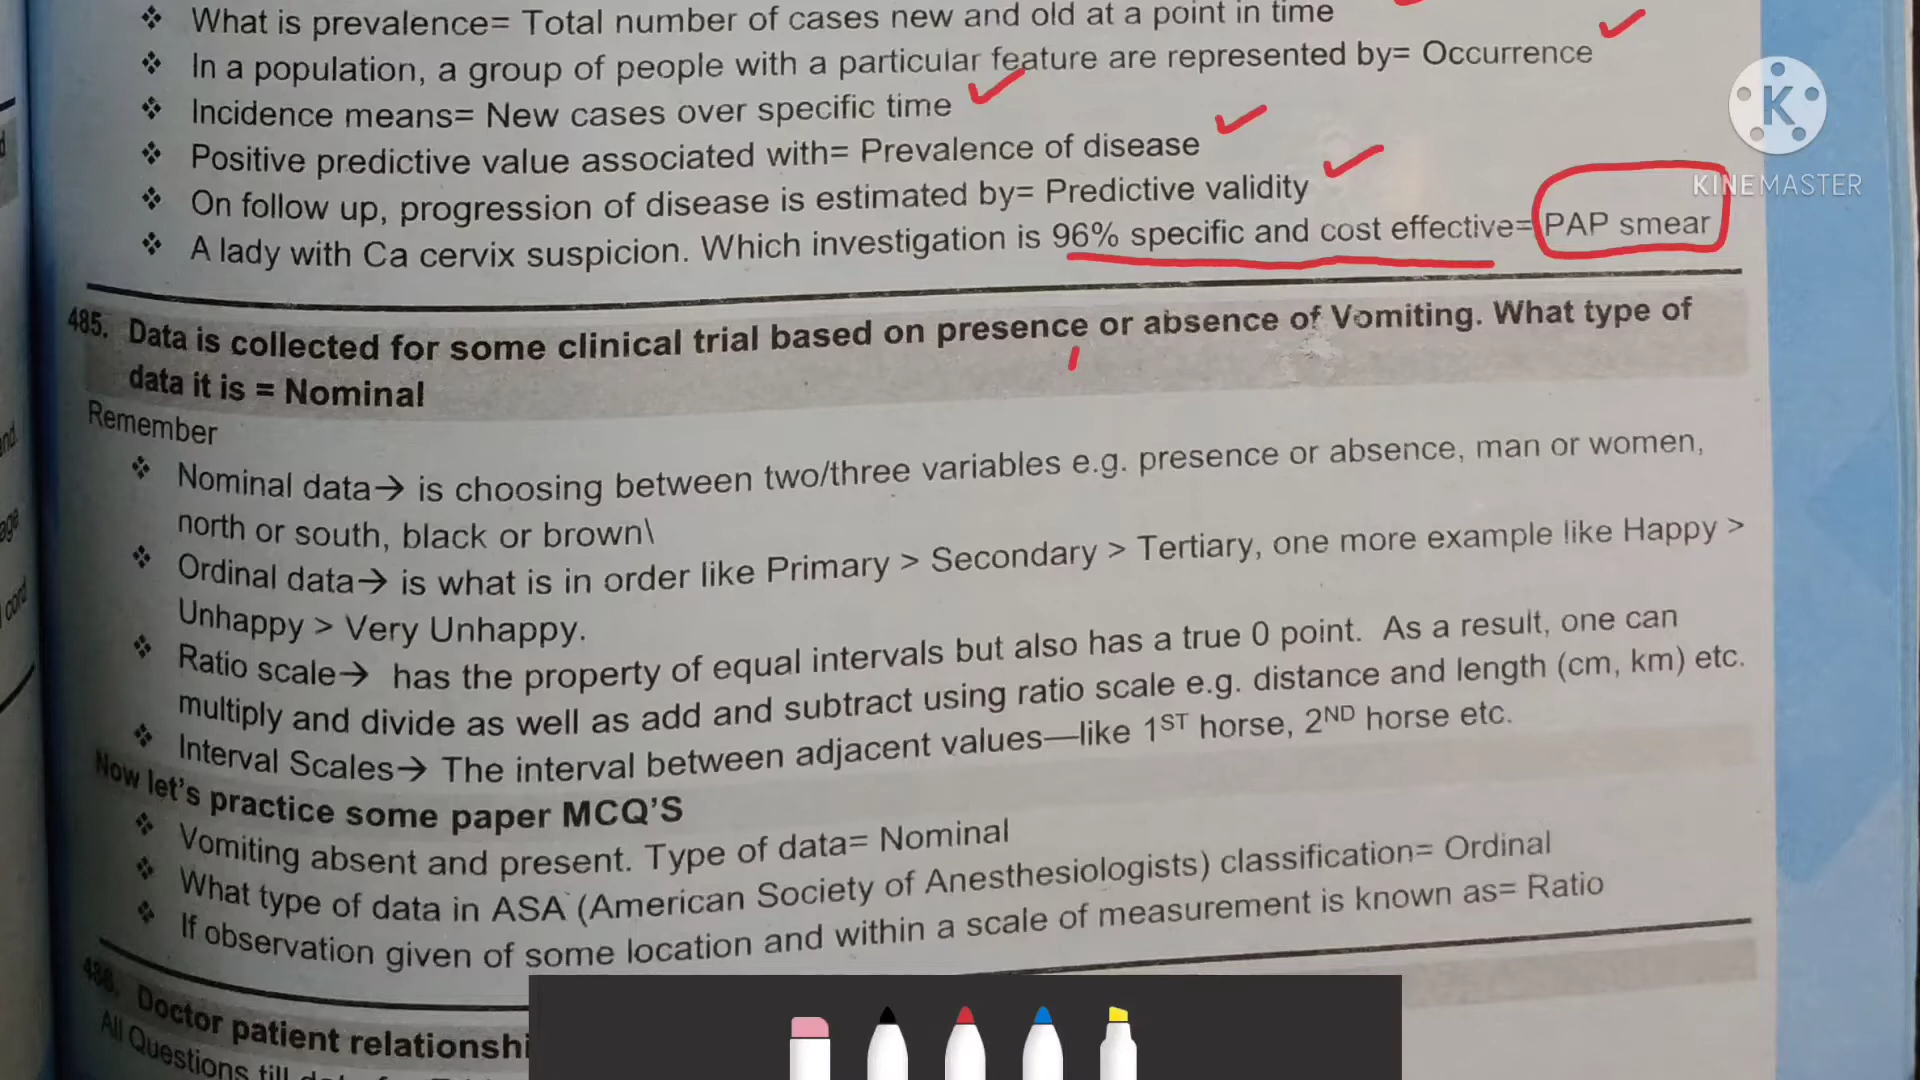 What is prevalence= Total number of cases new and old at a point in time
In a population, a group of people with a particular feature are represented by= Occurrence
Incidence means= New cases over specific time
Positive predictive value associated with= Prevalence of disease
On follow up, progression of disease is estimated by= Predictive validity
A lady with Ca cervix suspicion. Which investigation is 96% specific and cost effective= PAP smear
K
KINEMASTER
485. Data is collected for some clinical trial based on presence or absence of Vomiting. What type of
data it is = Nominal
Remember
Nominal data→ is choosing between two/three variables e.g. presence or absence, man or women,
north or south, black or brown\
Ordinal data→ is what is in order like Primary > Secondary > Tertiary, one more example like Happy >
Unhappy > Very Unhappy.
Ratio scale→ has the property of equal intervals but also has a true 0 point. As a result, one can
multiply and divide as well as add and subtract using ratio scale e.g. distance and length (cm, km) etc.
Interval Scales→ The interval between adjacent values—like 1ST horse, 2ND horse etc.
Now let's practice some paper MCQ'S
Vomiting absent and present. Type of data= Nominal
What type of data in ASA (American Society of Anesthesiologists) classification= Ordinal
If observation given of some location and within a scale of measurement is known as= Ratio
486. Doctor patient relationshi
All Questions till